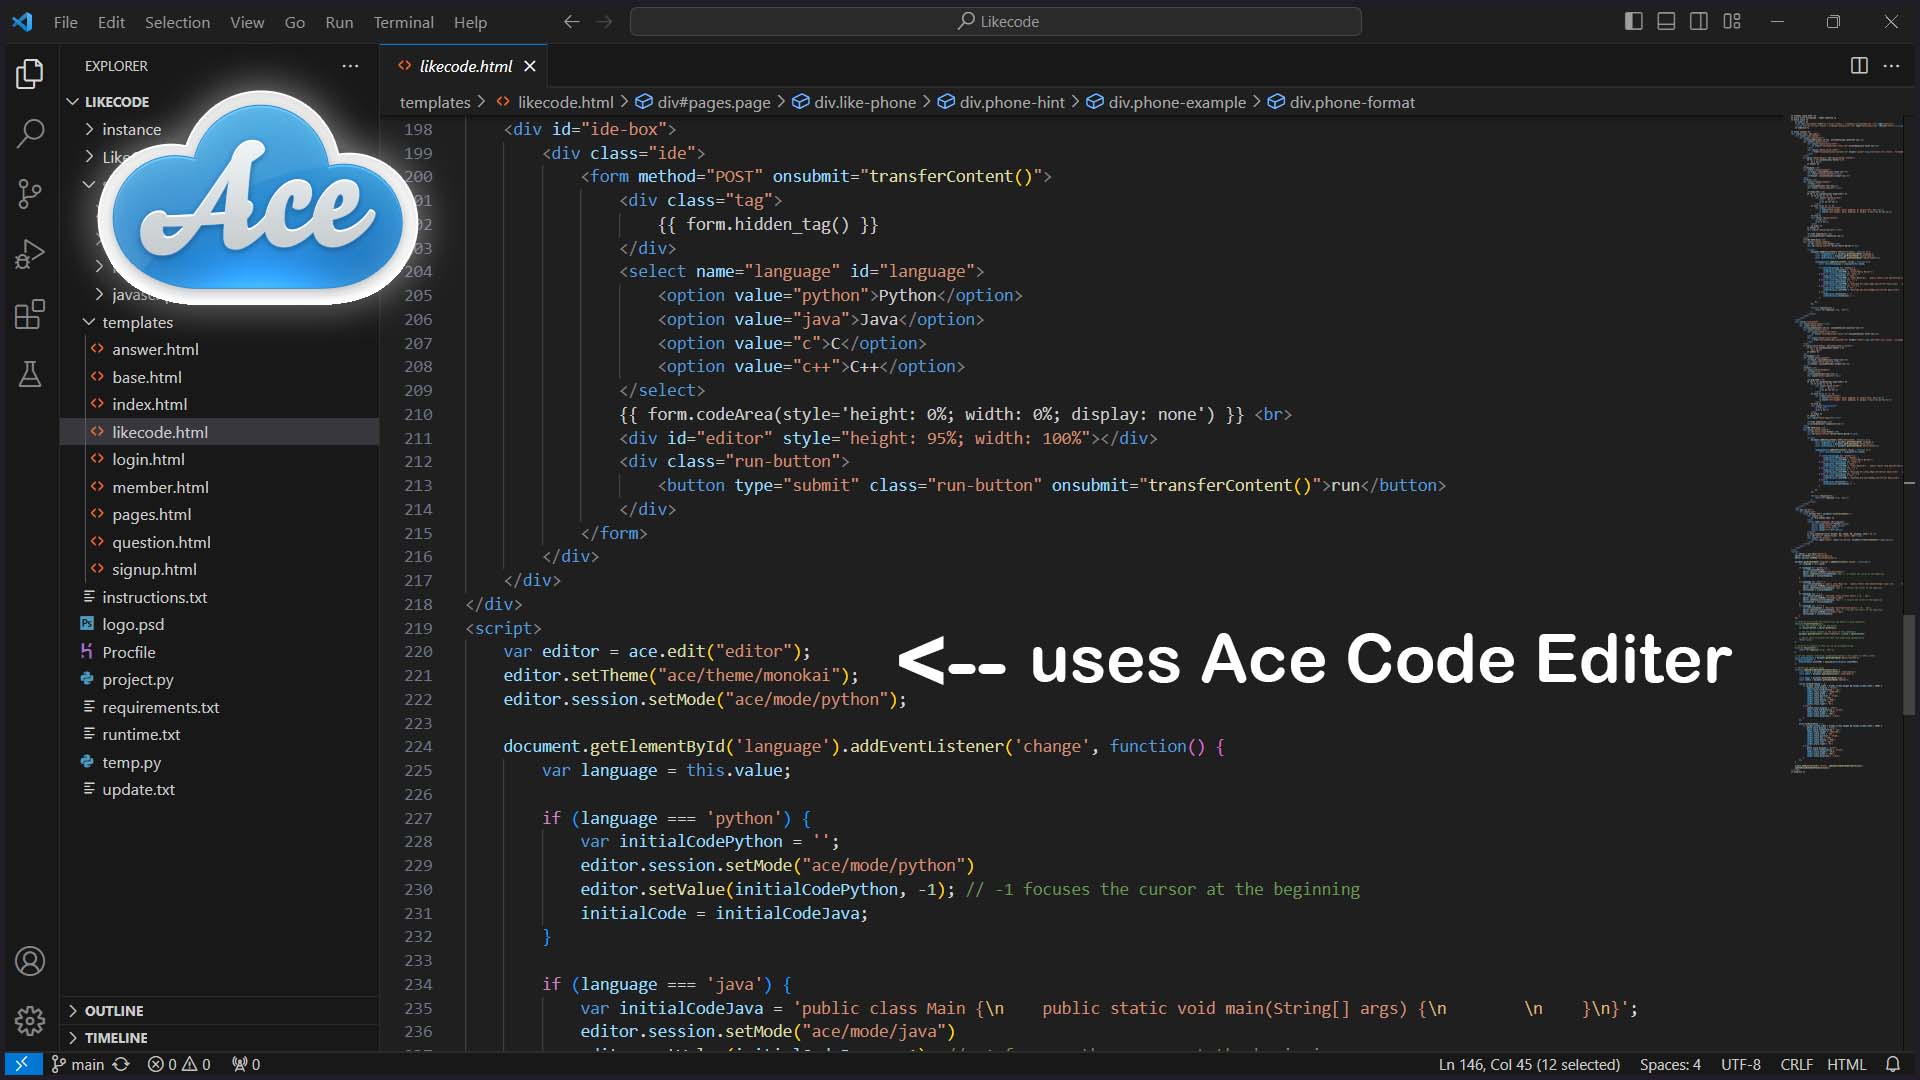 File Edit Selection View Go Run Terminal Help
Likecode
EXPLORER
likecode.html
LIKECODE
instance
Ace
templates
answer.html
base.html
index.html
likecode.html
login.html
member.html
pages.html
question.html
signup.html
instructions.txt
logo.psd
Procfile
project.py
requirements.txt
runtime.txt
temp.py
update.txt
OUTLINE
TIMELINE
templates > likecode.html > div#pages.page > div.like-phone > div.phone-hint > div.phone-example > div.phone-format
198 <div id="ide-box">
199 <div class="ide">
200 <form method="POST" onsubmit="transferContent()">
<div class="tag">
{{ form.hidden_tag() }}
</div>
204 <select name="language" id="language">
205 <option value="python">Python</option>
206 <option value="java">Java</option>
207 <option value="c">C</option>
208 <option value="c++">C++</option>
209 </select>
210 {{ form.codeArea(style='height: 0%; width: 0%; display: none') }} <br>
211 <div id="editor" style="height: 95%; width: 100%"></div>
212 <div class="run-button">
213 <button type="submit" class="run-button" onsubmit="transferContent()">run</button>
214 </div>
215 </form>
216 </div>
217 </div>
218 </div>
219 <script>
220 var editor = ace.edit("editor");
221 editor.setTheme("ace/theme/monokai");
222 editor.session.setMode("ace/mode/python");
<-- uses Ace Code Editer
223
224 document.getElementById('language').addEventListener('change', function() {
225 var language = this.value;
226
227 if (language === 'python') {
228 var initialCodePython = '';
229 editor.session.setMode("ace/mode/python")
230 editor.setValue(initialCodePython, -1); // -1 focuses the cursor at the beginning
231 initialCode = initialCodeJava;
232 }
233
234 if (language === 'java') {
235 var initialCodeJava = 'public class Main {\n    public static void main(String[] args) {\n        \n    }\n}';
236 editor.session.setMode("ace/mode/java")
main 0 0 0
Ln 146, Col 45 (12 selected) Spaces: 4 UTF-8 CRLF HTML